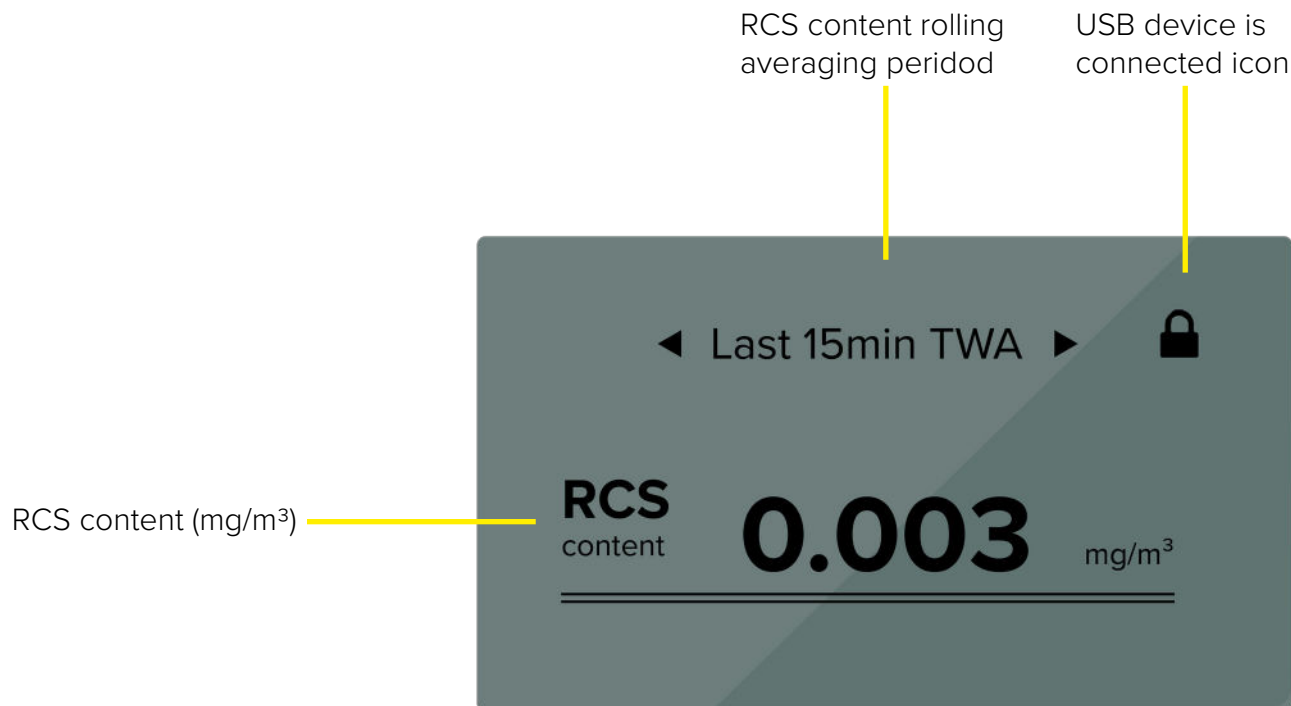 RCS content rolling
averaging peridod
USB device is
connected icon
◀ Last 15min TWA ▶
RCS content (mg/m³)
RCS
content
0.003 mg/m³